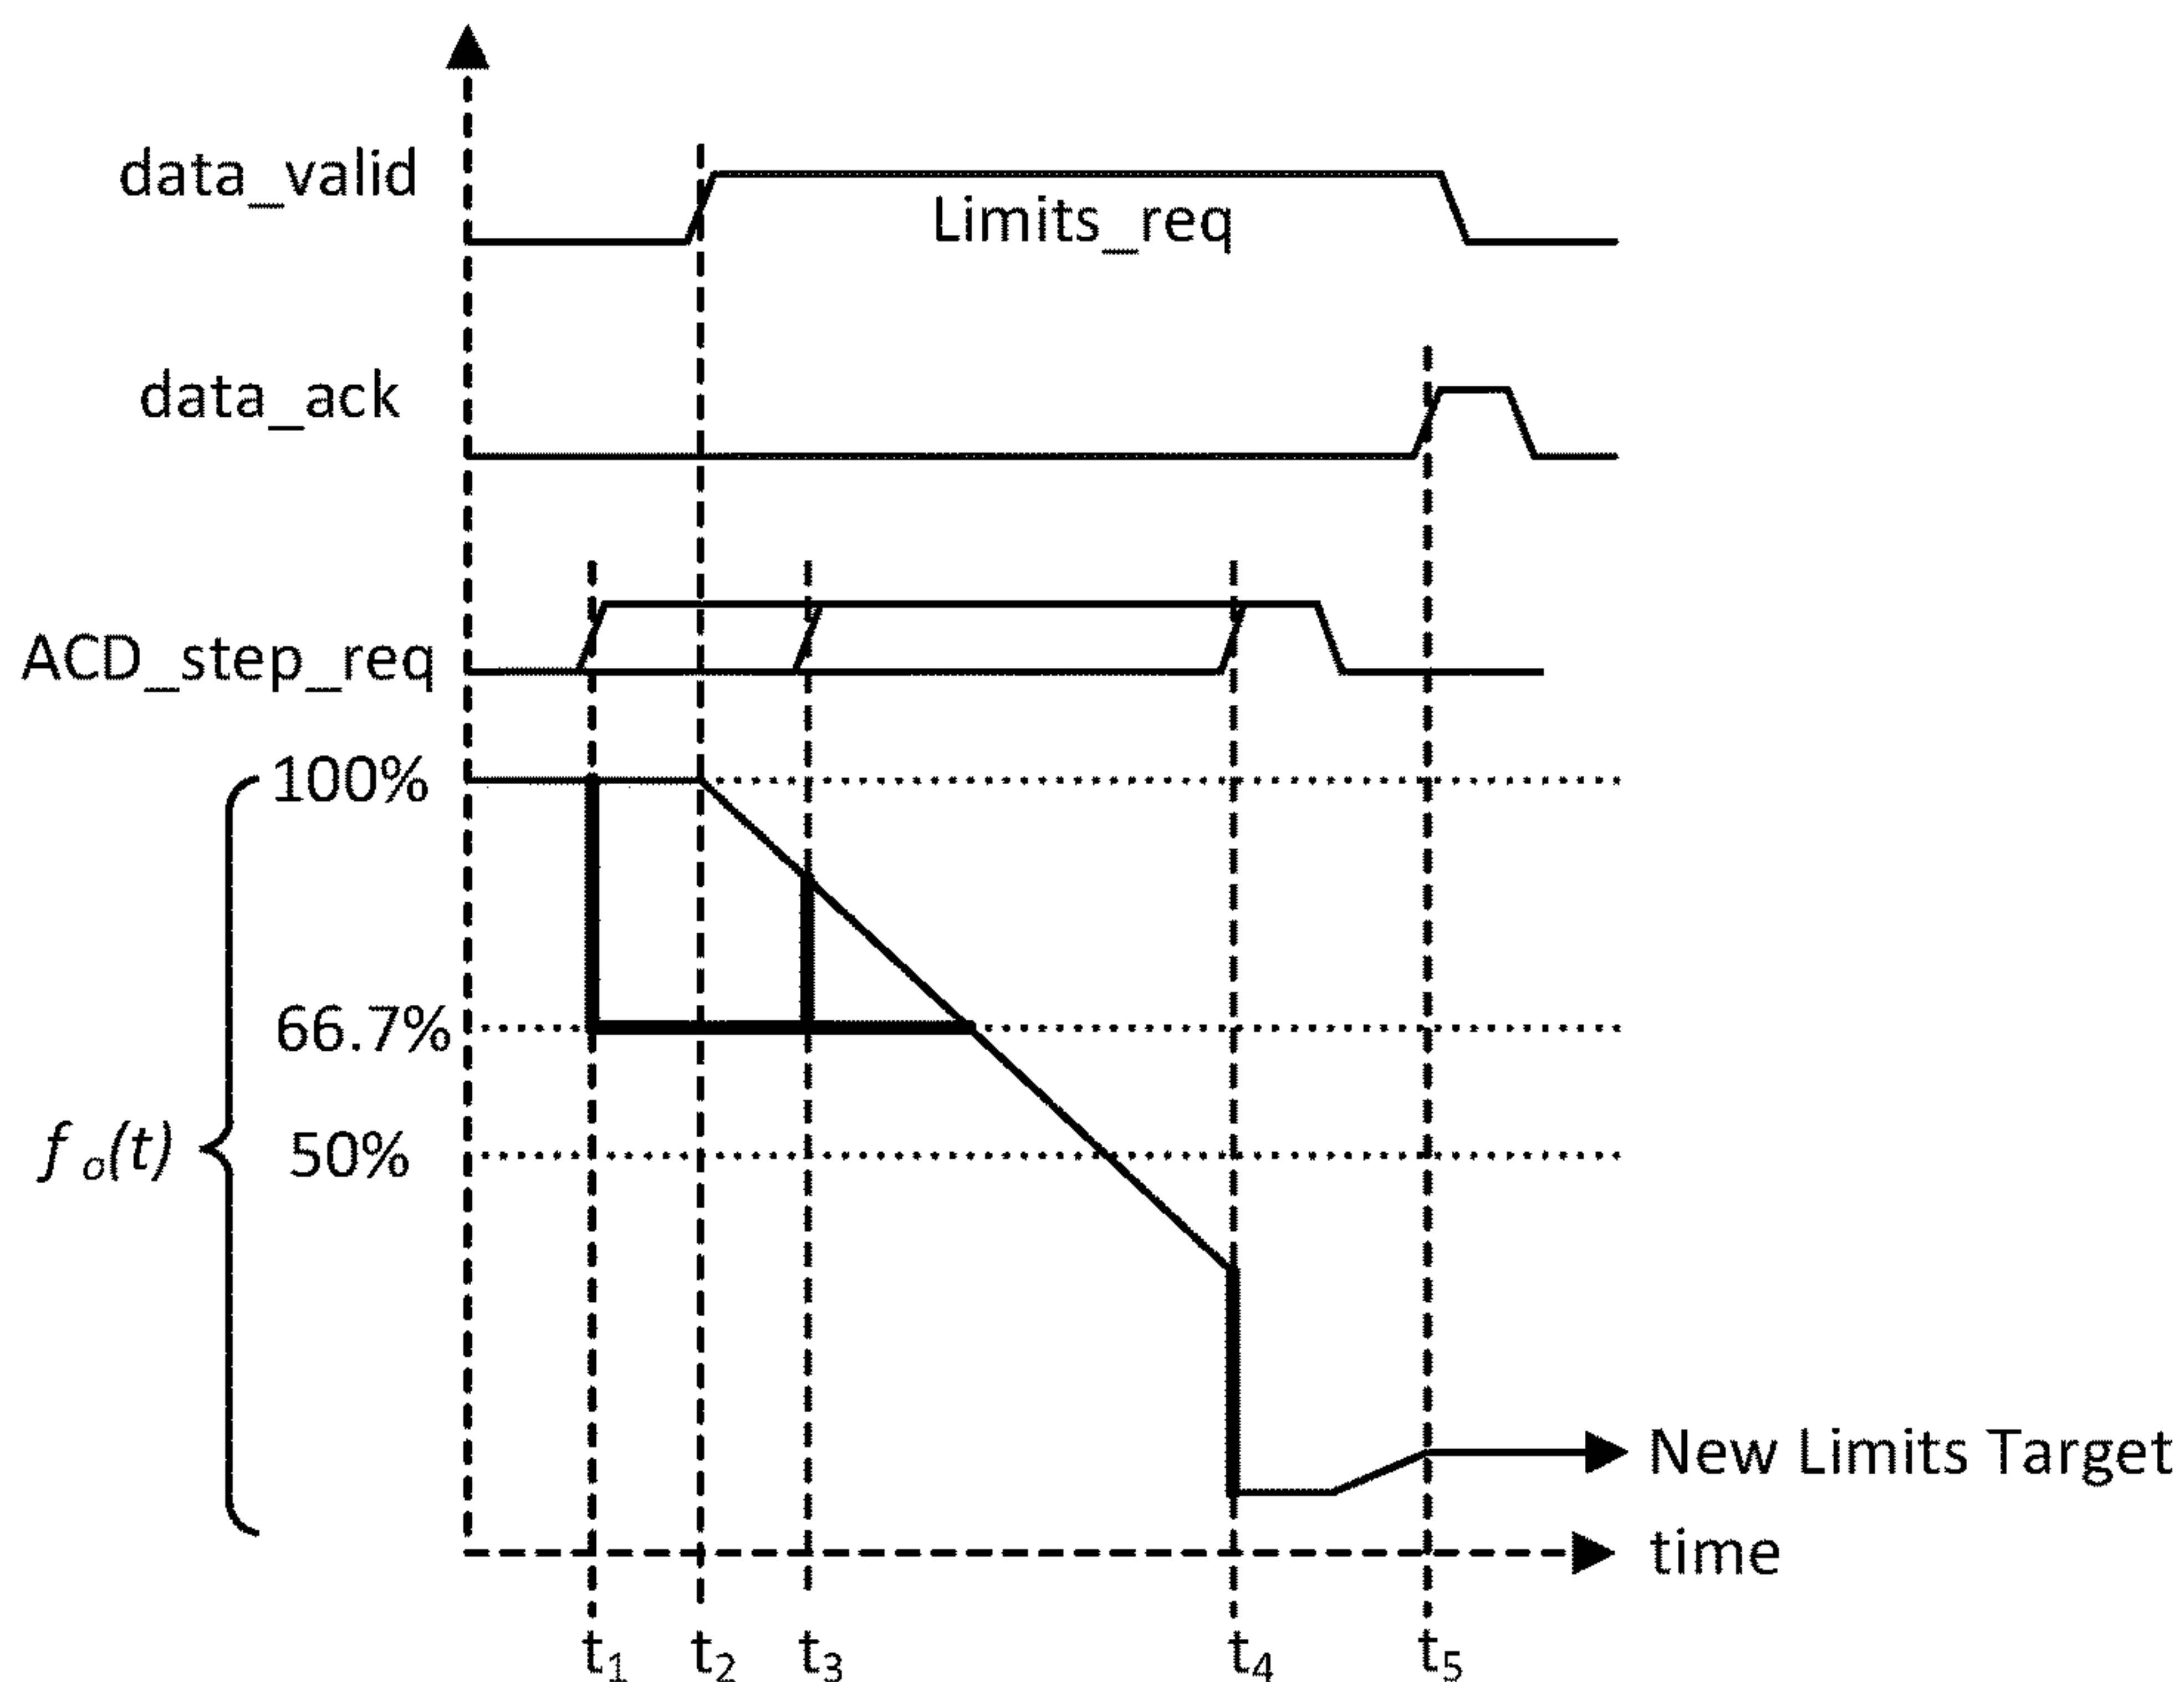 data_valid
Limits_req
data_ack
ACD_step_req
100%
66.7%
f o(t)
50%
New Limits Target
time
t1 t2 t3 t4 t5